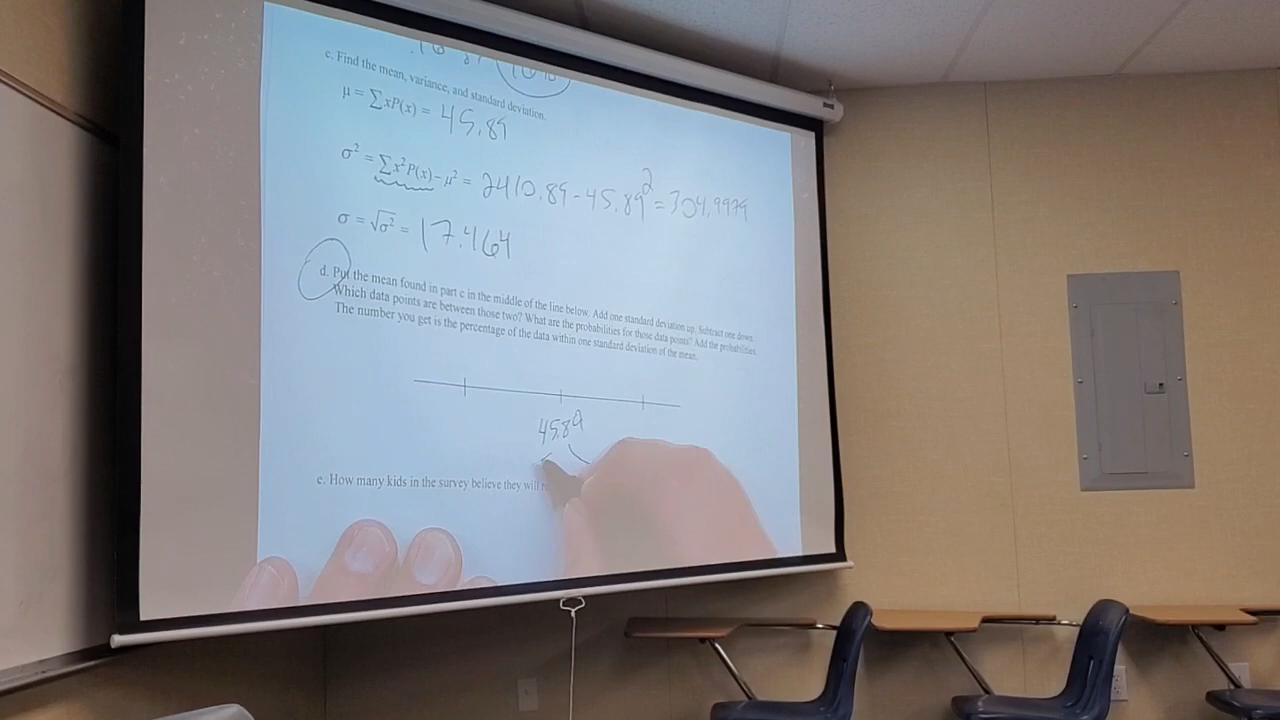 c. Find the mean, variance, and standard deviation.
μ = ∑xP(x) = 45.89
σ² = ∑x²P(x) − μ² = 2410.89 - 45.89² = 304.9979
σ = √σ² = 17.464
d. Put the mean found in part c in the middle of the line below. Add one standard deviation up. Subtract one down.
Which data points are between those two? What are the probabilities for those data points? Add the probabilities.
The number you get is the percentage of the data within one standard deviation of the mean.
45.89
e. How many kids in the survey believe they will